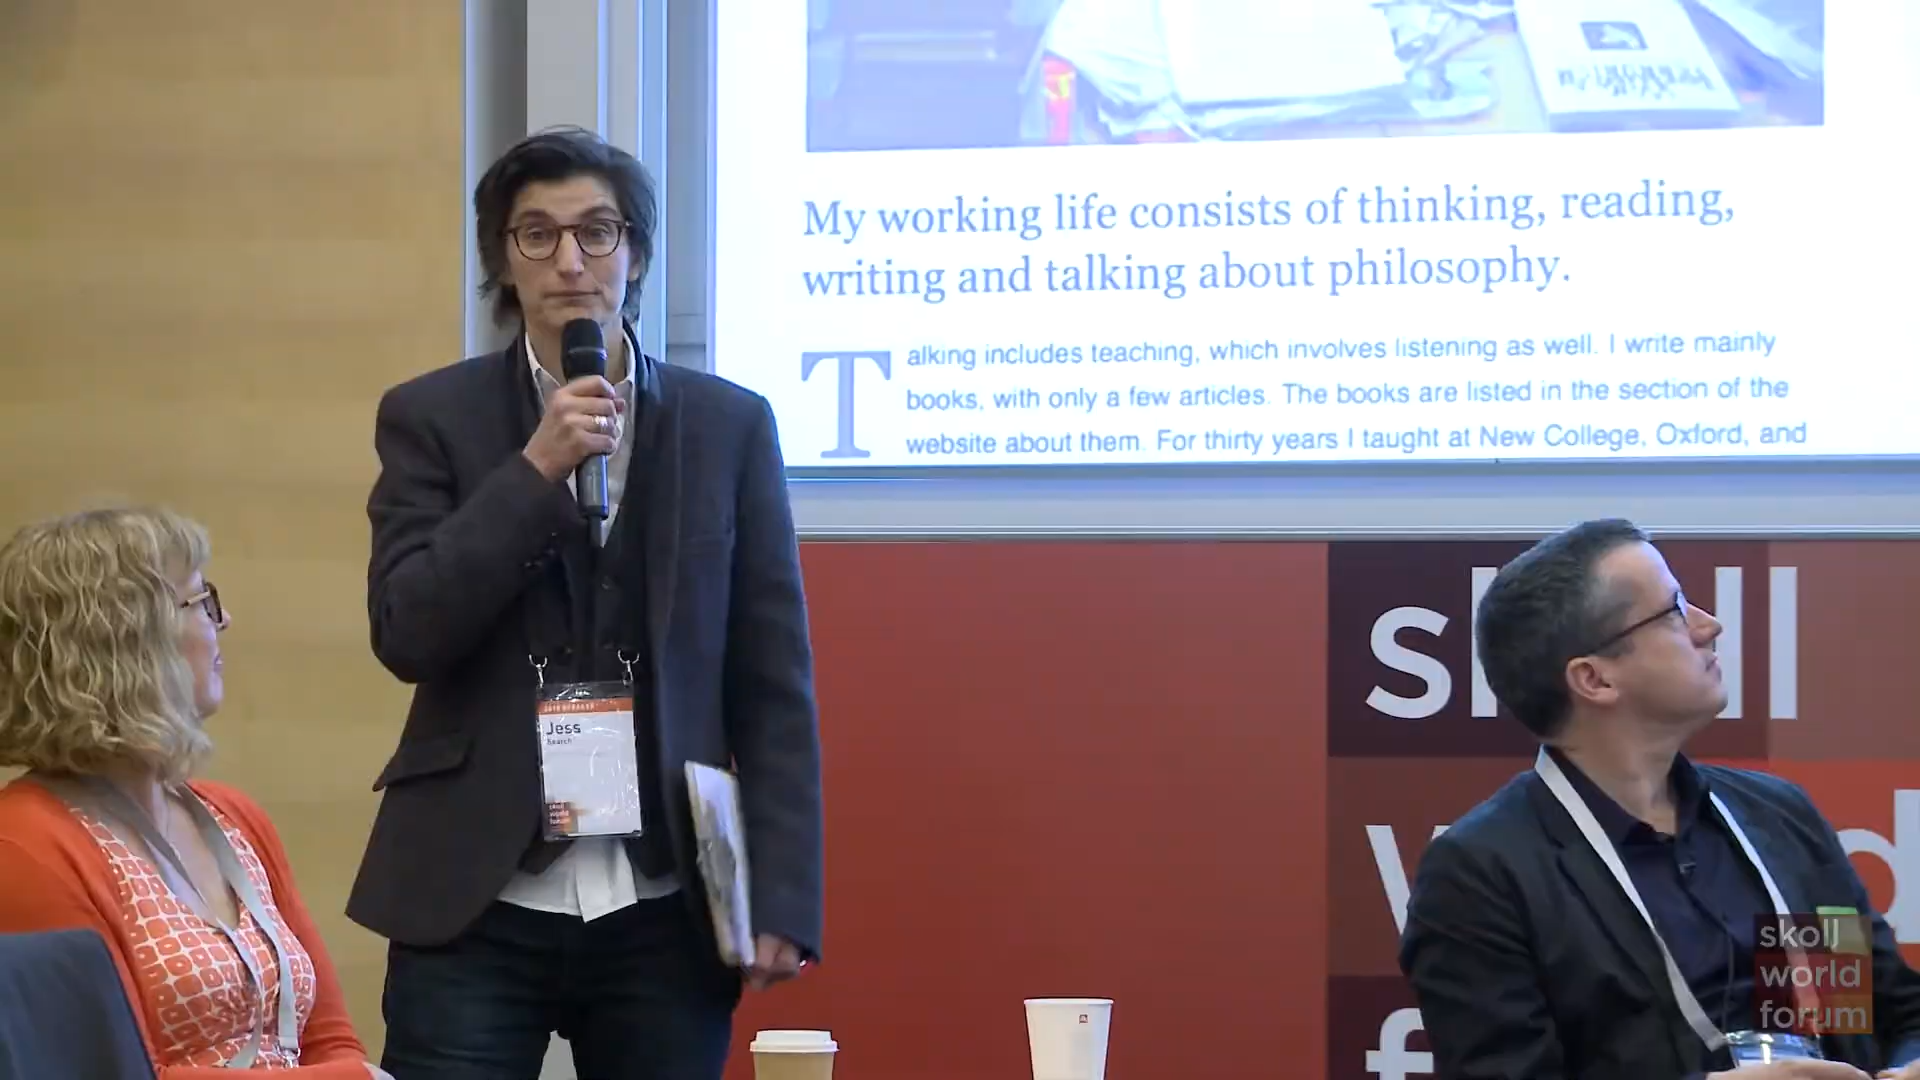 My working life consists of thinking, reading,
writing and talking about philosophy.
Talking includes teaching, which involves listening as well. I write mainly
books, with only a few articles. The books are listed in the section of the
website about them. For thirty years I taught at New College, Oxford, and
Jess
Search
skoll
world
forum